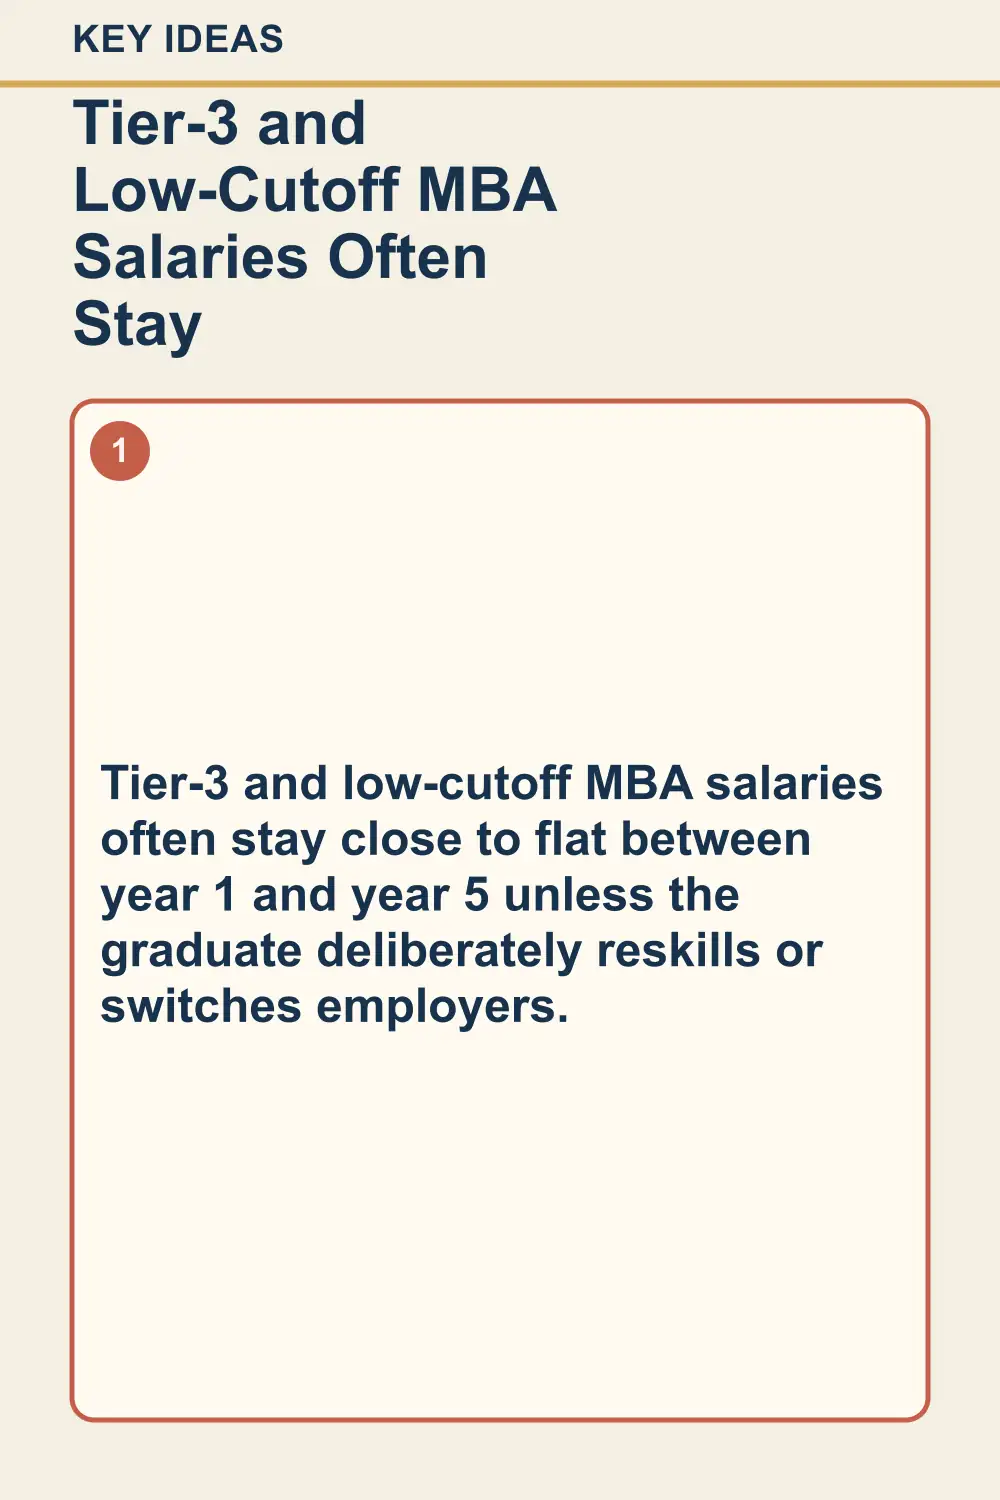 KEY IDEAS
Tier-3 and
Low-Cutoff MBA
Salaries Often
Stay
1
Tier-3 and low-cutoff MBA salaries
often stay close to flat between
year 1 and year 5 unless the
graduate deliberately reskills or
switches employers.